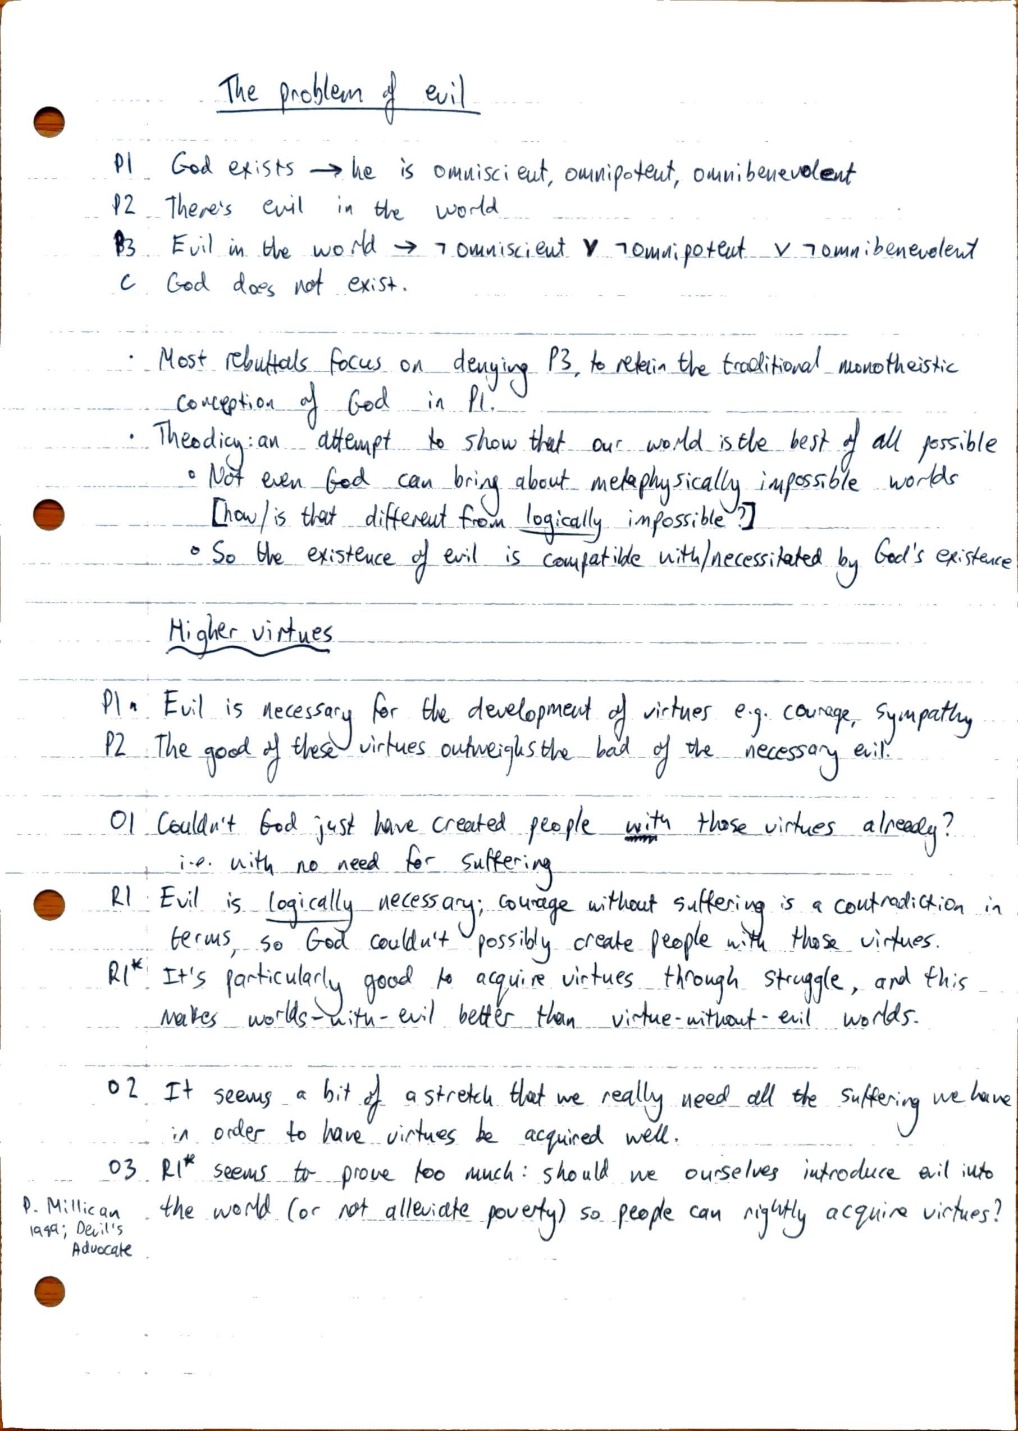 The problem of evil
P1 God exists → he is omniscient, omnipotent, omnibenevolent
P2 There's evil in the world
P3 Evil in the world → ¬omniscient ∨ ¬omnipotent ∨ ¬omnibenevolent
C God does not exist.
· Most rebuttals focus on denying P3, to retain the traditional monotheistic
conception of God in P1.
· Theodicy: an attempt to show that our world is the best of all possible
∘ Not even God can bring about metaphysically impossible worlds
[how/is that different from logically impossible?]
∘ So the existence of evil is compatible with/necessitated by God's existence
Higher virtues
P1. Evil is necessary for the development of virtues e.g. courage, sympathy
P2 The good of these virtues outweighs the bad of the necessary evil.
O1 Couldn't God just have created people with those virtues already?
i.e. with no need for suffering
R1 Evil is logically necessary; courage without suffering is a contradiction in
terms, so God couldn't possibly create people with those virtues.
R1* It's particularly good to acquire virtues through struggle, and this
makes worlds-with-evil better than virtue-without-evil worlds.
O2 It seems a bit of a stretch that we really need all the suffering we have
in order to have virtues be acquired well.
O3 R1* seems to prove too much: should we ourselves introduce evil into
the world (or not alleviate poverty) so people can rightly acquire virtues?
P. Millican
1989; Devil's
Advocate